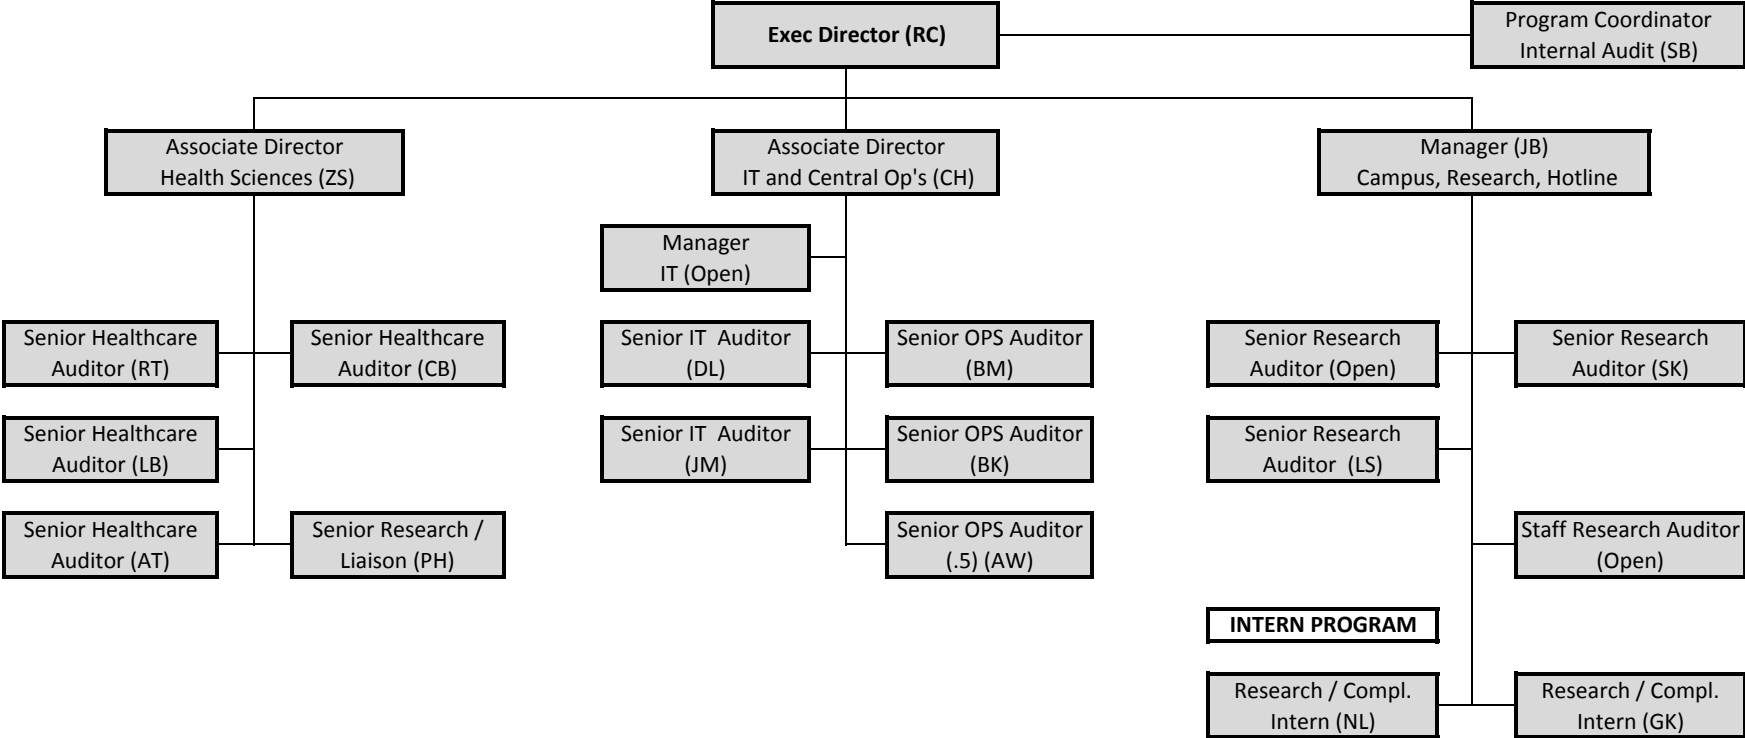 Exec Director (RC)
Program Coordinator
Internal Audit (SB)
Associate Director
Health Sciences (ZS)
Associate Director
IT and Central Op's (CH)
Manager (JB)
Campus, Research, Hotline
Manager
IT (Open)
Senior Healthcare
Auditor (RT)
Senior Healthcare
Auditor (CB)
Senior IT  Auditor
(DL)
Senior OPS Auditor
(BM)
Senior Research
Auditor (Open)
Senior Research
Auditor (SK)
Senior Healthcare
Auditor (LB)
Senior IT  Auditor
(JM)
Senior OPS Auditor
(BK)
Senior Research
Auditor  (LS)
Senior Healthcare
Auditor (AT)
Senior Research /
Liaison (PH)
Senior OPS Auditor
(.5) (AW)
Staff Research Auditor
(Open)
INTERN PROGRAM
Research / Compl.
Intern (NL)
Research / Compl.
Intern (GK)